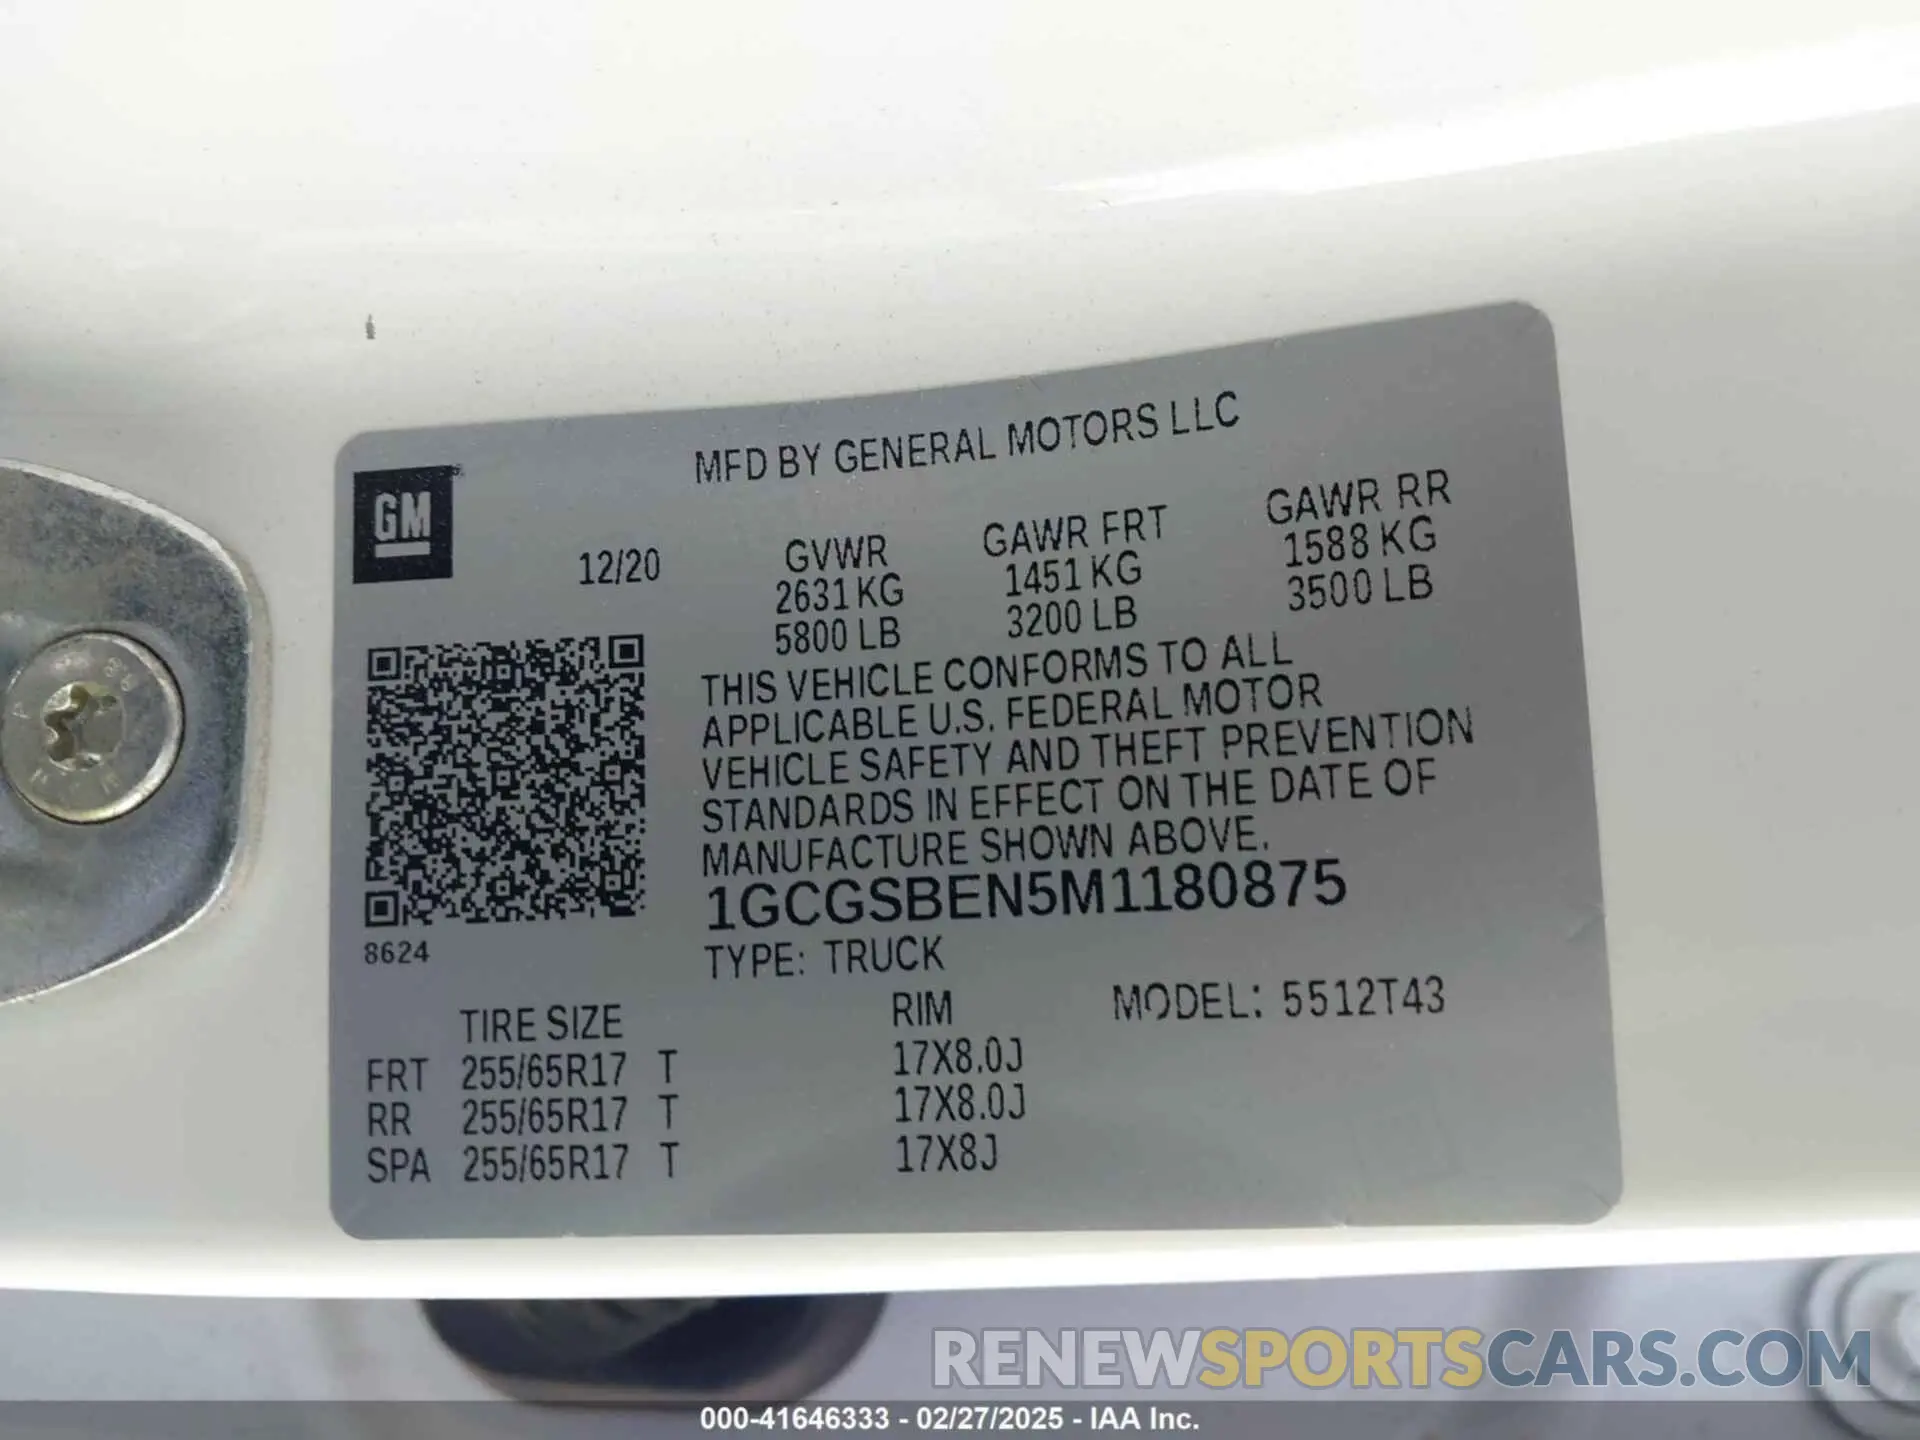 MFD BY GENERAL MOTORS LLC
GM
12/20
GVWR GAWR FRT GAWR RR
2631 KG 1451 KG 1588 KG
5800 LB 3200 LB 3500 LB
THIS VEHICLE CONFORMS TO ALL
APPLICABLE U.S. FEDERAL MOTOR
VEHICLE SAFETY AND THEFT PREVENTION
STANDARDS IN EFFECT ON THE DATE OF
MANUFACTURE SHOWN ABOVE.
1GCGSBEN5M1180875
8624
TYPE: TRUCK
TIRE SIZE RIM MODEL: 5512T43
FRT 255/65R17 T 17X8.0J
RR 255/65R17 T 17X8.0J
SPA 255/65R17 T 17X8J
RENEWSPORTSCARS.COM
000-41646333 - 02/27/2025 - IAA Inc.